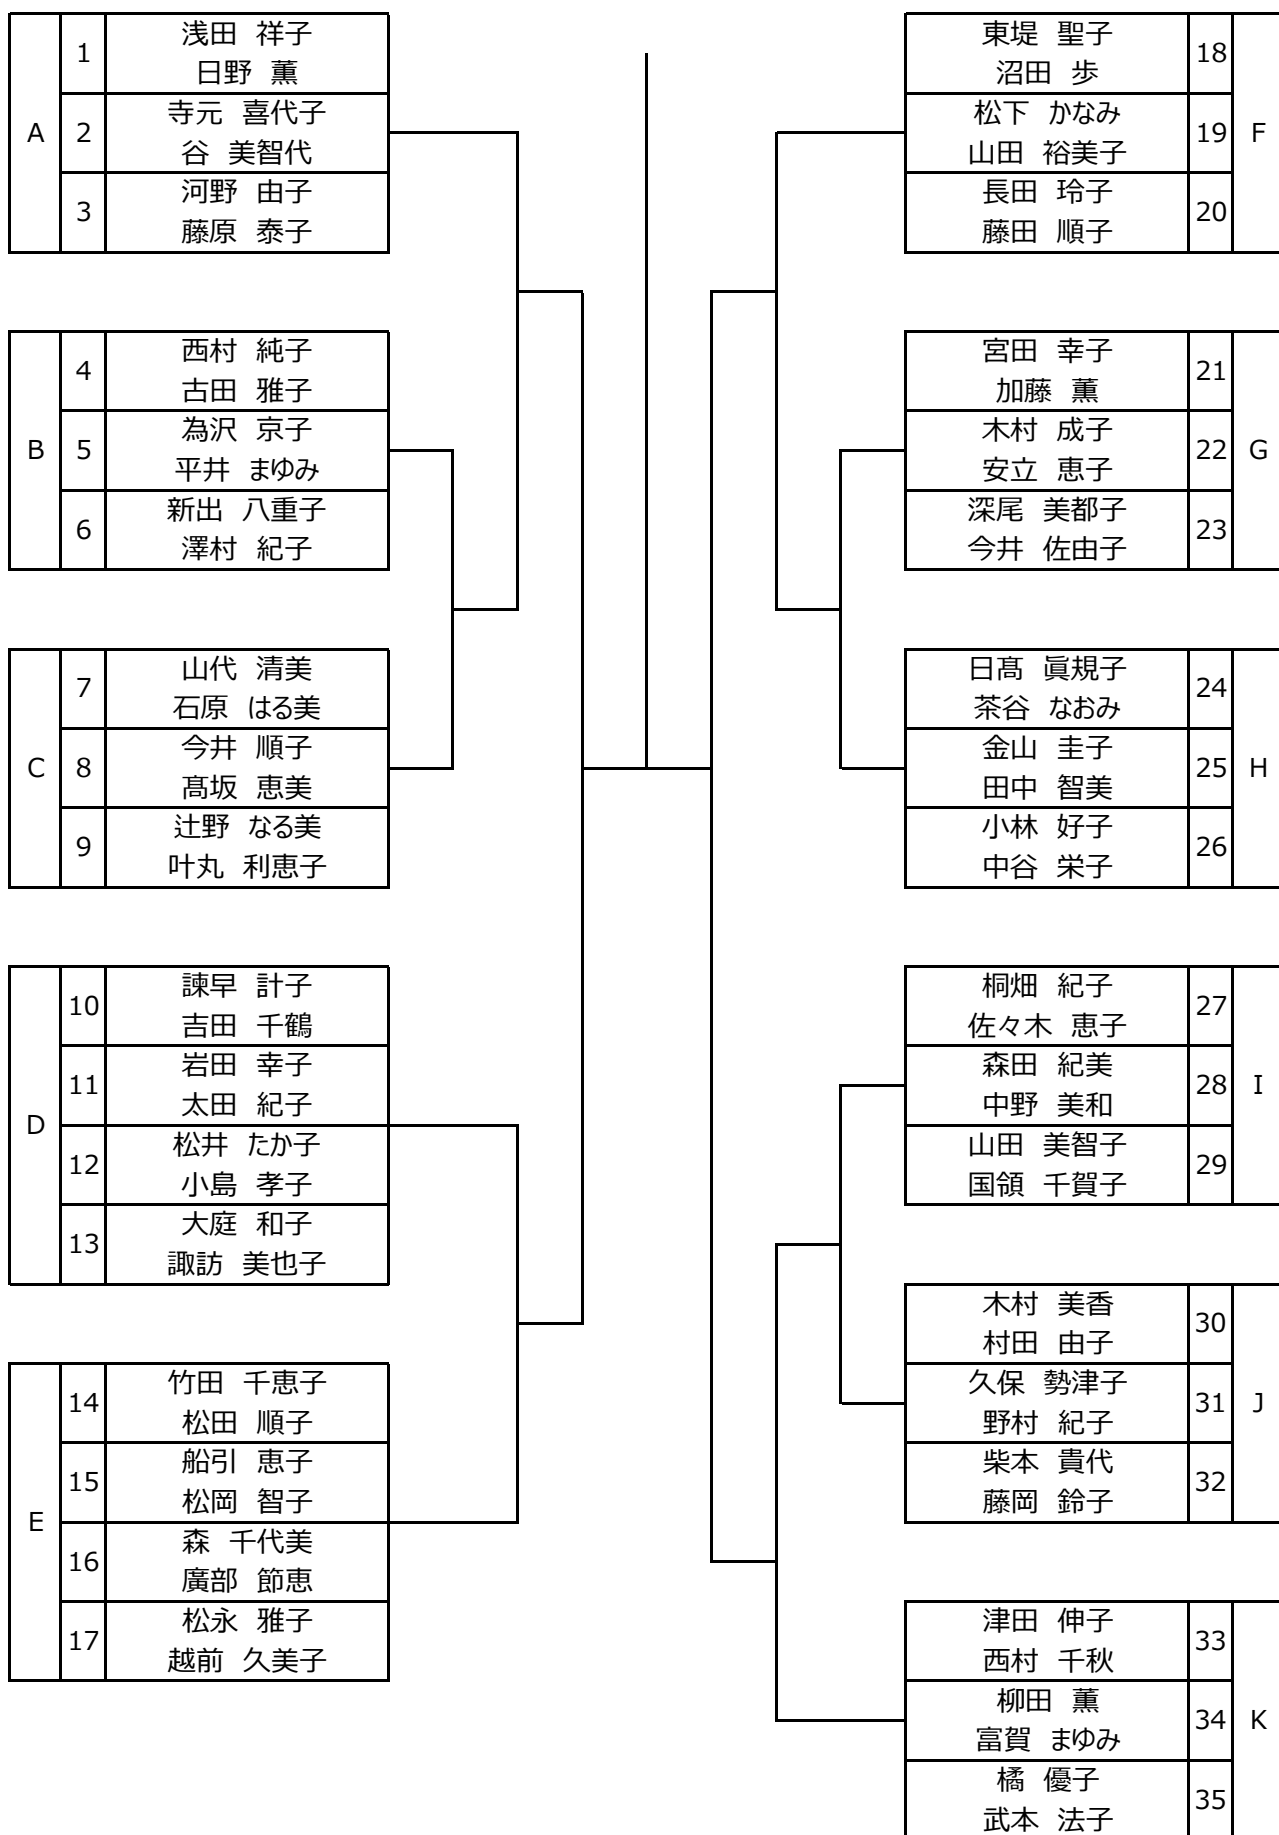 A
1
浅田 祥子
日野 薫
2
寺元 喜代子
谷 美智代
3
河野 由子
藤原 泰子
B
4
西村 純子
古田 雅子
5
為沢 京子
平井 まゆみ
6
新出 八重子
澤村 紀子
C
7
山代 清美
石原 はる美
8
今井 順子
髙坂 恵美
9
辻野 なる美
叶丸 利恵子
D
10
諫早 計子
吉田 千鶴
11
岩田 幸子
太田 紀子
12
松井 たか子
小島 孝子
13
大庭 和子
諏訪 美也子
E
14
竹田 千恵子
松田 順子
15
船引 恵子
松岡 智子
16
森 千代美
廣部 節恵
17
松永 雅子
越前 久美子
東堤 聖子
沼田 歩
18
松下 かなみ
山田 裕美子
19
F
長田 玲子
藤田 順子
20
宮田 幸子
加藤 薫
21
木村 成子
安立 恵子
22
G
深尾 美都子
今井 佐由子
23
日髙 眞規子
茶谷 なおみ
24
金山 圭子
田中 智美
25
H
小林 好子
中谷 栄子
26
桐畑 紀子
佐々木 恵子
27
森田 紀美
中野 美和
28
I
山田 美智子
国領 千賀子
29
木村 美香
村田 由子
30
久保 勢津子
野村 紀子
31
J
柴本 貴代
藤岡 鈴子
32
津田 伸子
西村 千秋
33
柳田 薫
富賀 まゆみ
34
K
橘 優子
武本 法子
35